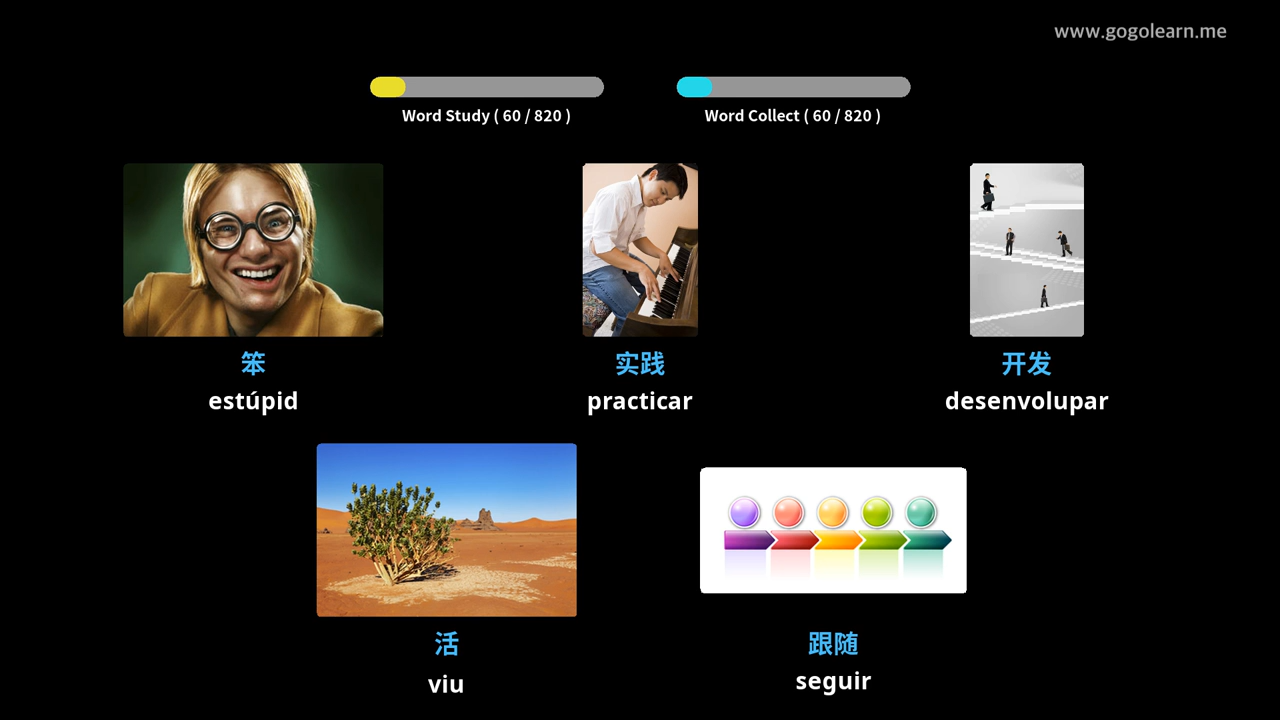 www.gogolearn.me
Word Study ( 60 / 820 )
Word Collect ( 60 / 820 )
笨
estúpid
实践
practicar
开发
desenvolupar
活
viu
跟随
seguir